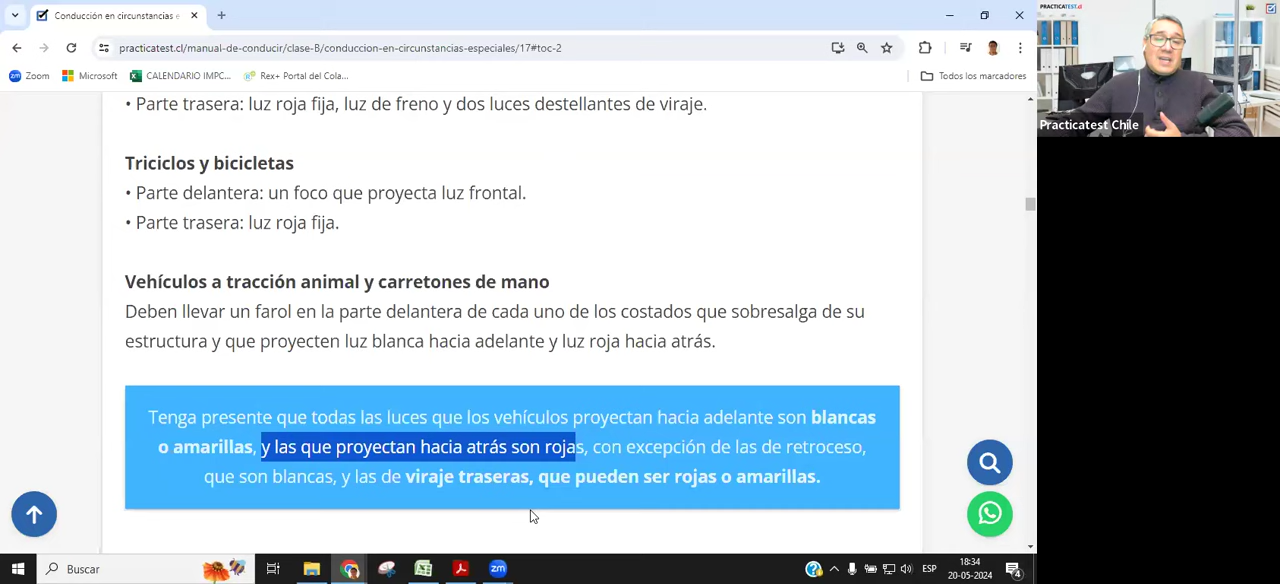 Conducción en circunstancias e
PRACTICATEST.cl
practicatest.cl/manual-de-conducir/clase-B/conduccion-en-circunstancias-especiales/17#toc-2
Zoom
Microsoft
CALENDARIO IMPC...
Rex+ Portal del Cola...
Todos los marcadores
Practicatest Chile
• Parte trasera: luz roja fija, luz de freno y dos luces destellantes de viraje.
Triciclos y bicicletas
• Parte delantera: un foco que proyecta luz frontal.
• Parte trasera: luz roja fija.
Vehículos a tracción animal y carretones de mano
Deben llevar un farol en la parte delantera de cada uno de los costados que sobresalga de su
estructura y que proyecten luz blanca hacia adelante y luz roja hacia atrás.
Tenga presente que todas las luces que los vehículos proyectan hacia adelante son blancas
o amarillas, y las que proyectan hacia atrás son rojas, con excepción de las de retroceso,
que son blancas, y las de viraje traseras, que pueden ser rojas o amarillas.
Buscar
ESP
18:34
20-05-2024
4